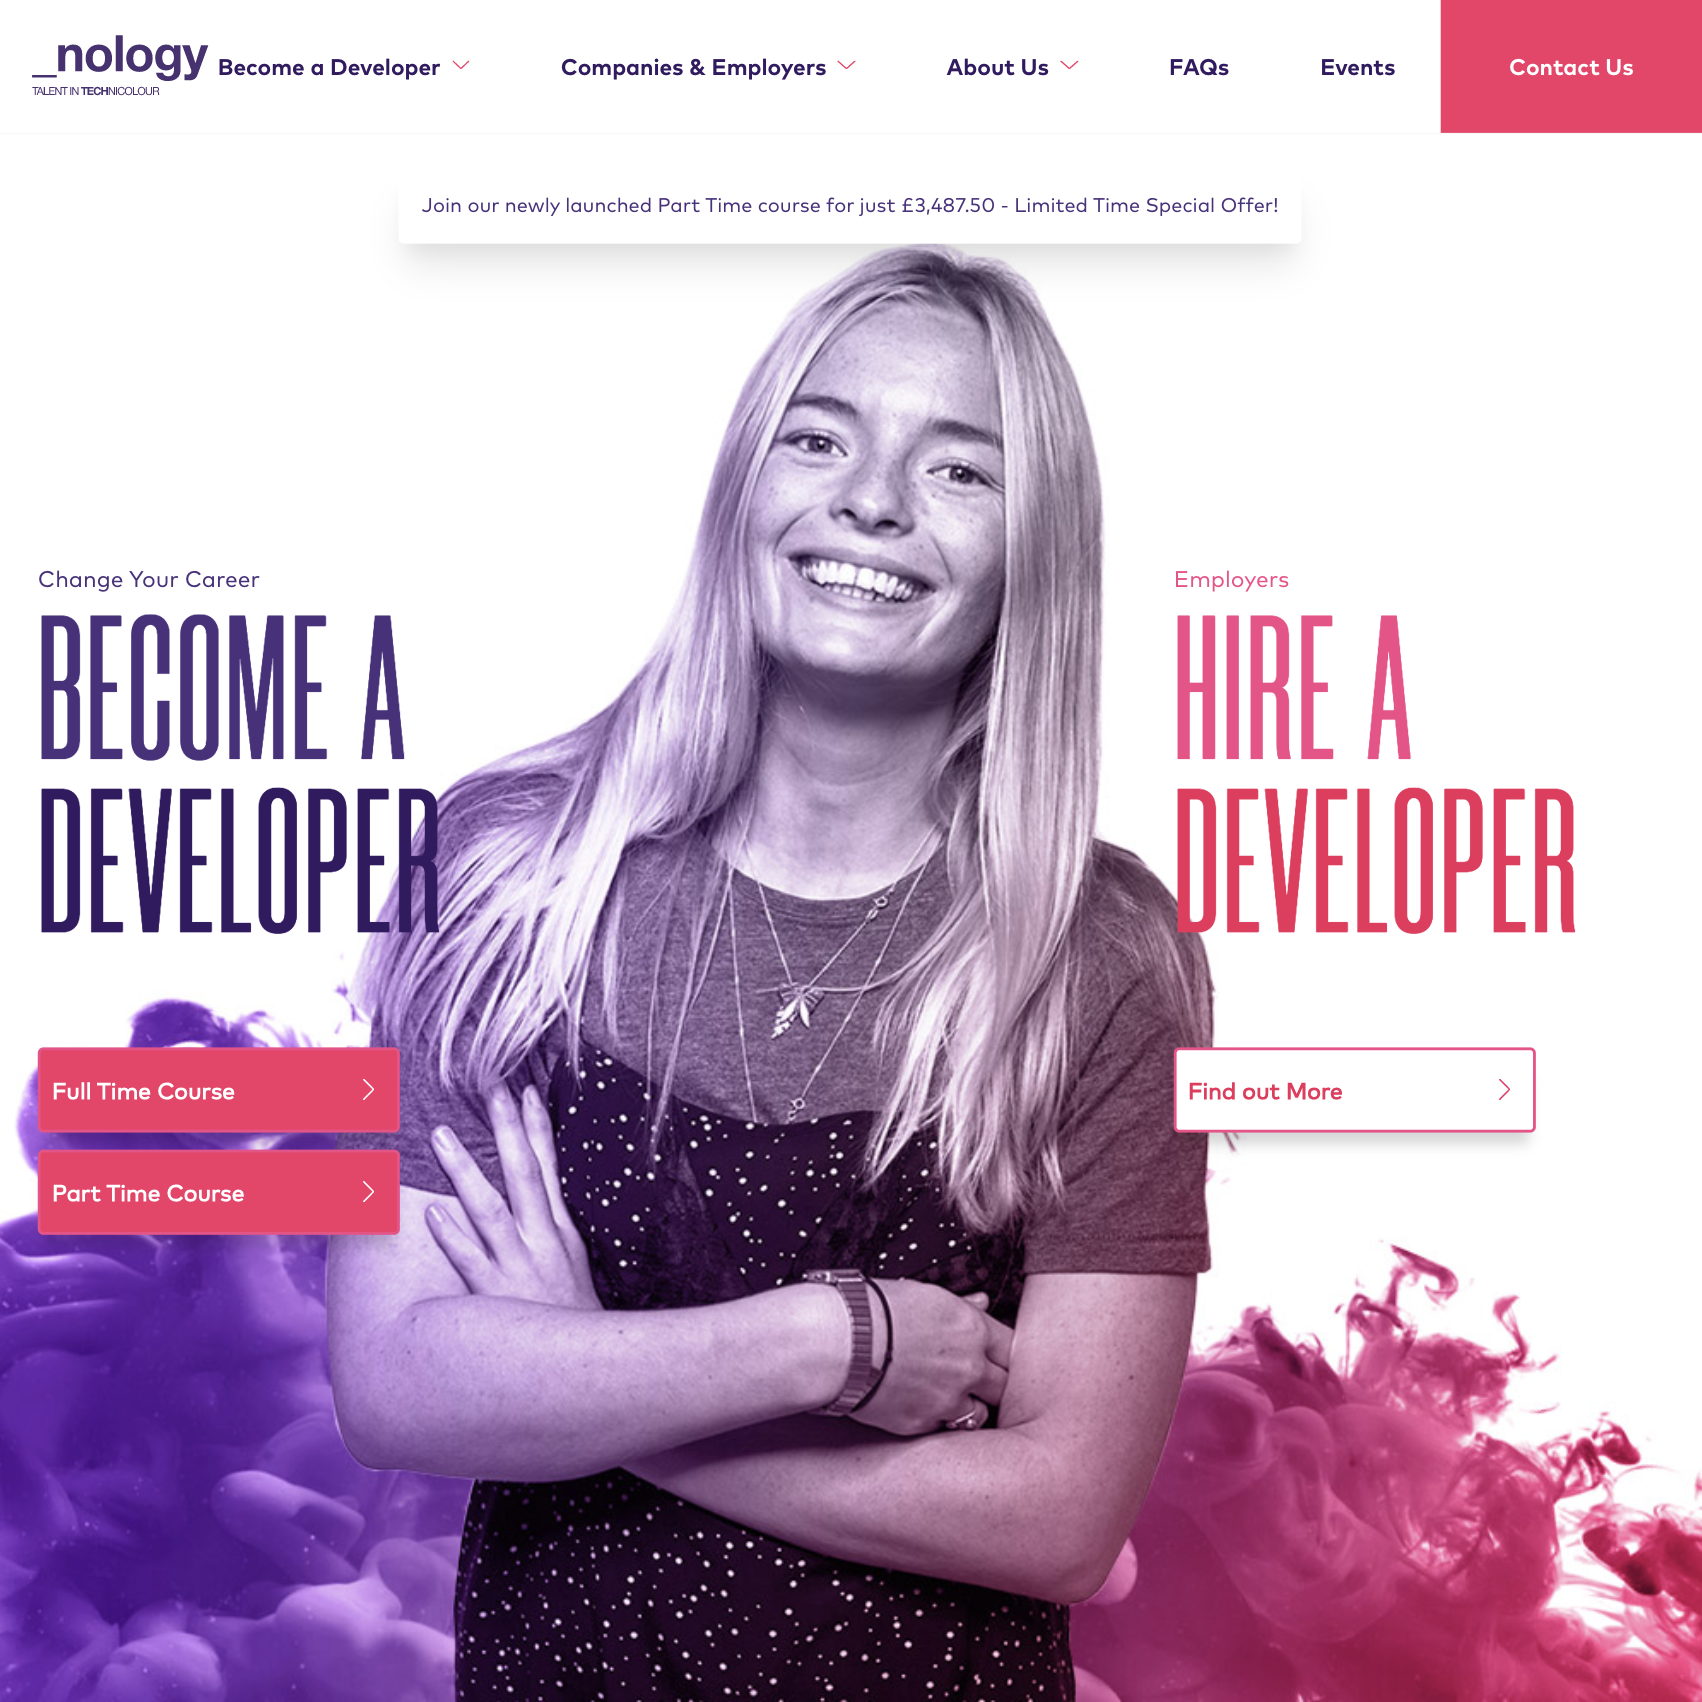 _nology
TALENT IN TECHNICOLOUR
Become a Developer
Companies & Employers
About Us
FAQs
Events
Contact Us
Join our newly launched Part Time course for just £3,487.50 - Limited Time Special Offer!
Change Your Career
BECOME A
DEVELOPER
Full Time Course
Part Time Course
Employers
HIRE A
DEVELOPER
Find out More